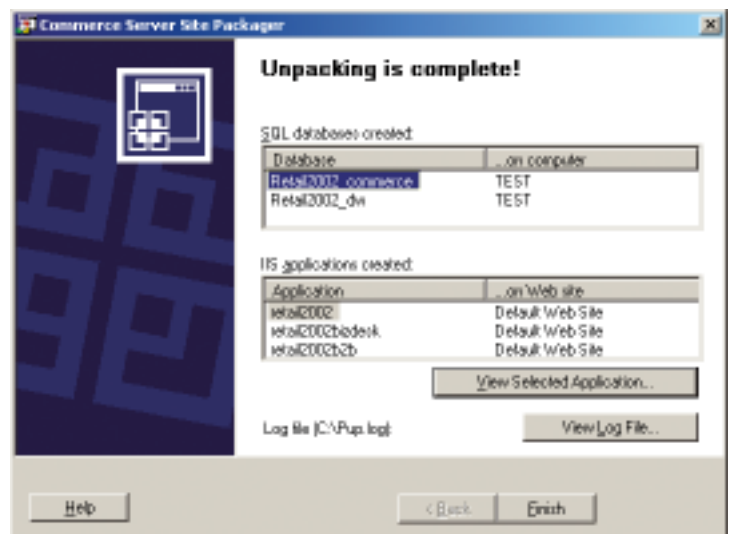 Commerce Server Site Packager
Unpacking is complete!
SQL databases created:
Database ...on computer
Retail2002_commerce TEST
Retail2002_dw TEST
IIS applications created:
Application ...on Web site
retail2002 Default Web Site
retail2002bizdesk Default Web Site
retail2002b2b Default Web Site
View Selected Application...
Log file (C:\Pup.log): View Log File...
Help < Back Finish